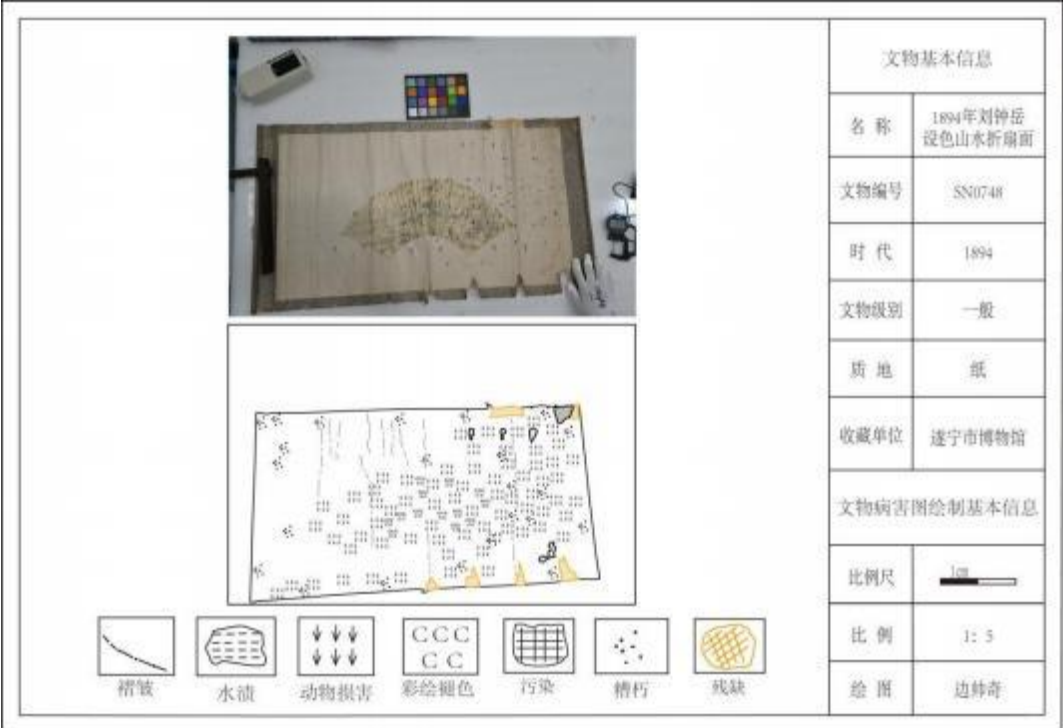 文物基本信息
名 称
1894年刘钟岳
设色山水折扇面
文物编号
SN0748
时 代
1894
文物级别
一般
质 地
纸
收藏单位
遂宁市博物馆
文物病害图绘制基本信息
比例尺
1cm
比 例
1: 5
绘 图
边帅奇
褶皱
水渍
动物损害
彩绘褪色
污染
糟朽
残缺